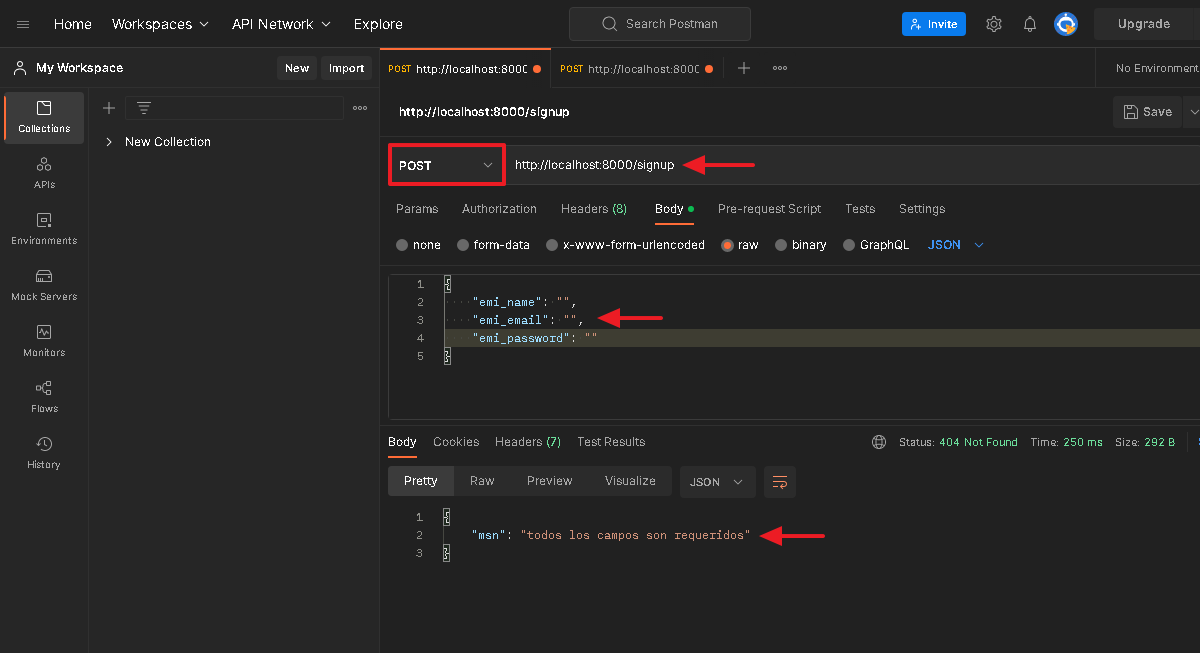 Home Workspaces API Network Explore Search Postman Invite Upgrade
My Workspace New Import POST http://localhost:8000 POST http://localhost:8000 No Environment
Collections
APIs
Environments
Mock Servers
Monitors
Flows
History
New Collection
http://localhost:8000/signup Save
POST http://localhost:8000/signup
Params Authorization Headers (8) Body Pre-request Script Tests Settings
none form-data x-www-form-urlencoded raw binary GraphQL JSON
1 {
2 "emi_name": "",
3 "emi_email": "",
4 "emi_password": ""
5 }
Body Cookies Headers (7) Test Results Status: 404 Not Found Time: 250 ms Size: 292 B
Pretty Raw Preview Visualize JSON
1 {
2 "msn": "todos los campos son requeridos"
3 }